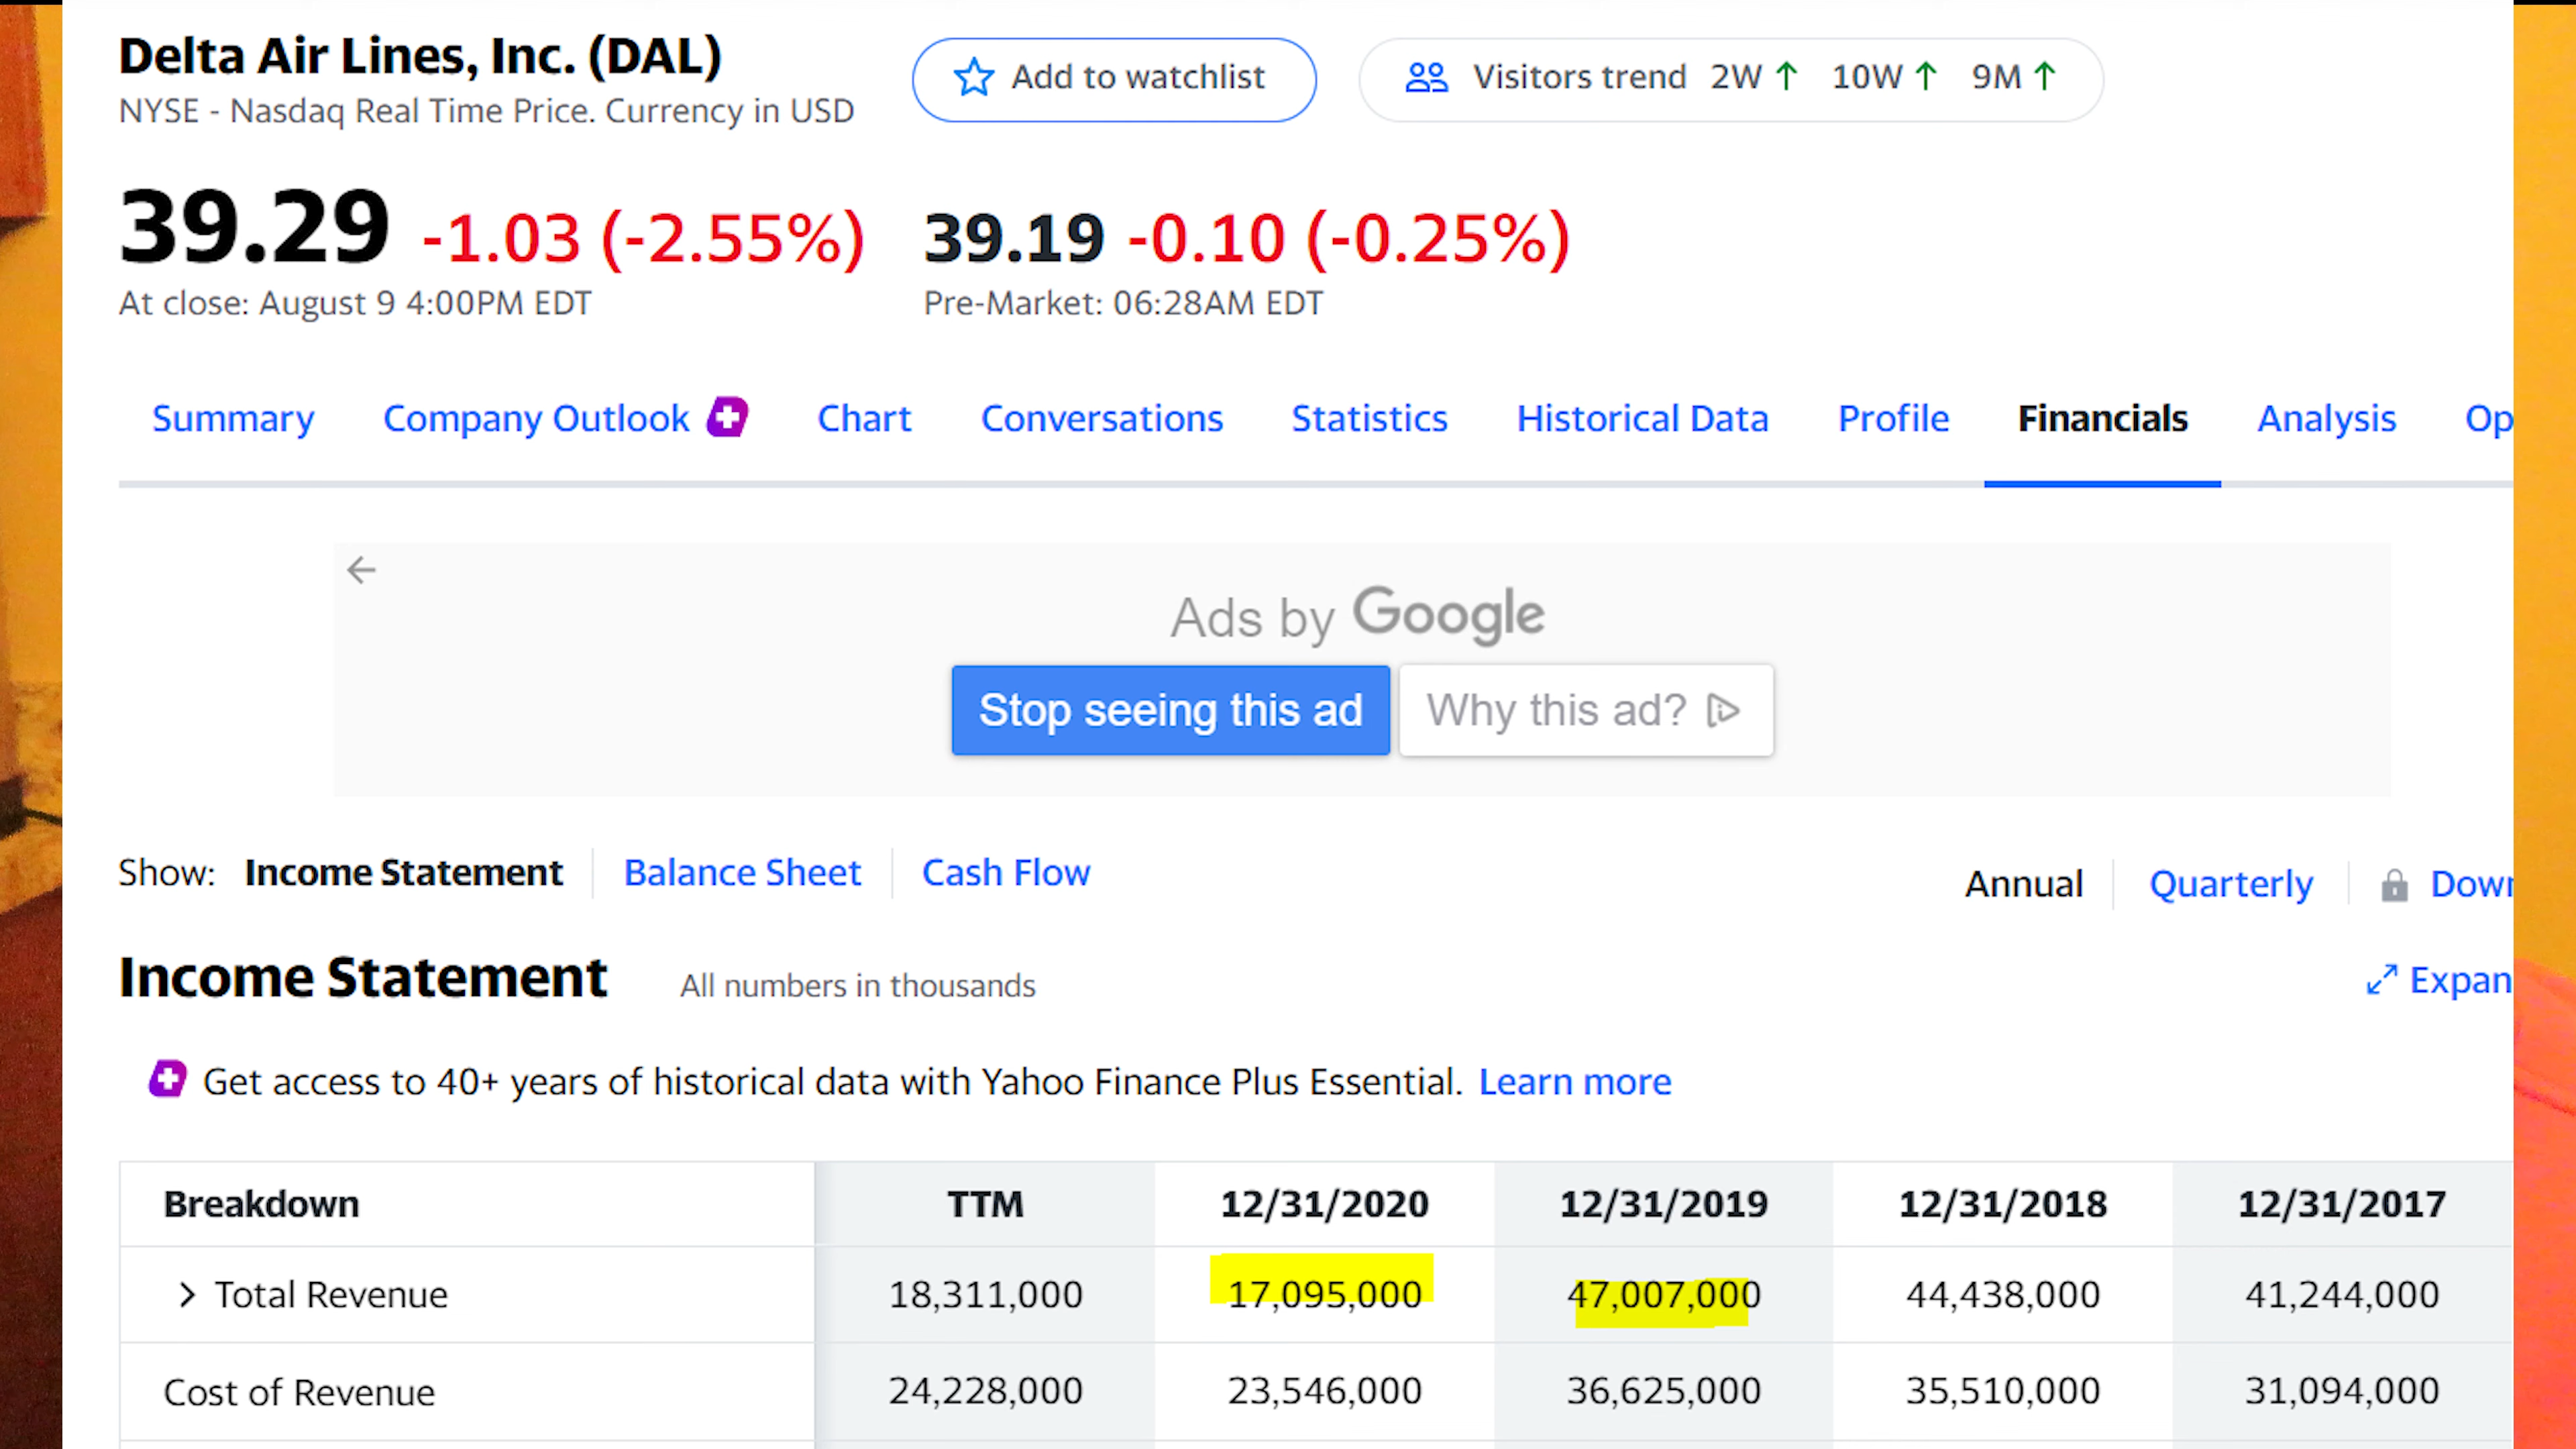 Delta Air Lines, Inc. (DAL)
NYSE - Nasdaq Real Time Price. Currency in USD
Add to watchlist
Visitors trend 2W ↑ 10W ↑ 9M ↑
39.29 -1.03 (-2.55%) 39.19 -0.10 (-0.25%)
At close: August 9 4:00PM EDT Pre-Market: 06:28AM EDT
Summary Company Outlook Chart Conversations Statistics Historical Data Profile Financials Analysis Op
Ads by Google
Stop seeing this ad Why this ad?
Show: Income Statement Balance Sheet Cash Flow Annual Quarterly Down
Income Statement All numbers in thousands Expan
Get access to 40+ years of historical data with Yahoo Finance Plus Essential. Learn more
Breakdown TTM 12/31/2020 12/31/2019 12/31/2018 12/31/2017
> Total Revenue 18,311,000 17,095,000 47,007,000 44,438,000 41,244,000
Cost of Revenue 24,228,000 23,546,000 36,625,000 35,510,000 31,094,000